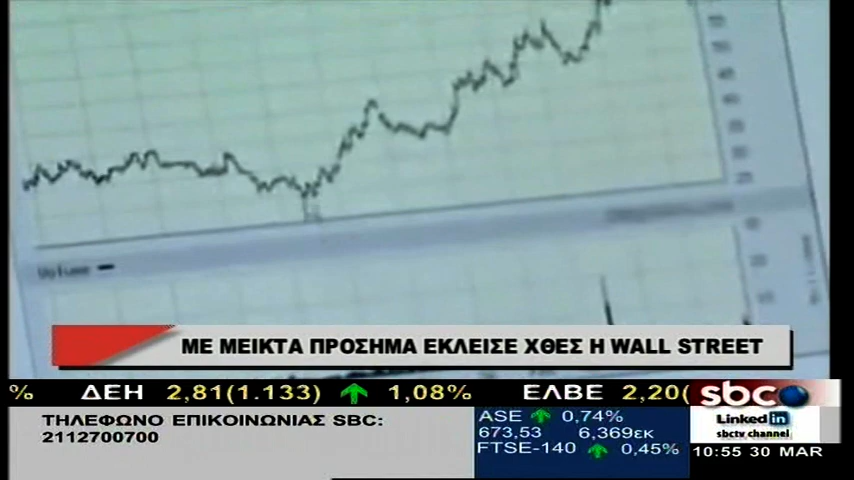 Volume
ΜΕ ΜΕΙΚΤΑ ΠΡΟΣΗΜΑ ΕΚΛΕΙΣΕ ΧΘΕΣ Η WALL STREET
% ΔΕΗ 2,81(1.133) 1,08% ΕΛΒΕ 2,20(
sbc
ΤΗΛΕΦΩΝΟ ΕΠΙΚΟΙΝΩΝΙΑΣ SBC:
2112700700
ASE 0,74%
673,53 6,369εκ
FTSE-140 0,45%
Linked in
sbctv channel
10:55 30 MAR